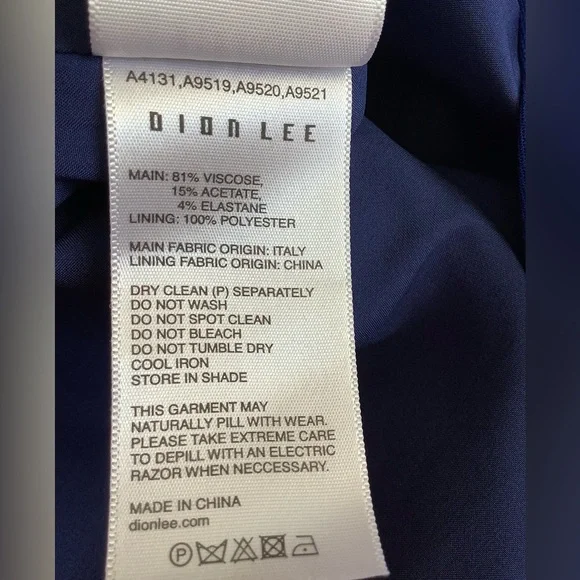 A4131,A9519,A9520,A9521
DION LEE
MAIN: 81% VISCOSE,
15% ACETATE,
4% ELASTANE
LINING: 100% POLYESTER
MAIN FABRIC ORIGIN: ITALY
LINING FABRIC ORIGIN: CHINA
DRY CLEAN (P) SEPARATELY
DO NOT WASH
DO NOT SPOT CLEAN
DO NOT BLEACH
DO NOT TUMBLE DRY
COOL IRON
STORE IN SHADE
THIS GARMENT MAY
NATURALLY PILL WITH WEAR.
PLEASE TAKE EXTREME CARE
TO DEPILL WITH AN ELECTRIC
RAZOR WHEN NECCESSARY.
MADE IN CHINA
dionlee.com
P